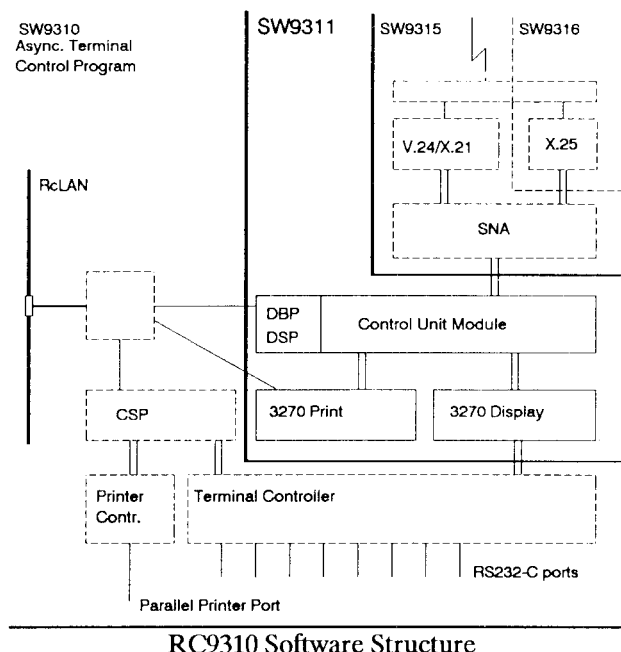 SW9310
Async. Terminal
Control Program
SW9311
SW9315
SW9316
V.24/X.21
X.25
RcLAN
SNA
DBP
DSP
Control Unit Module
CSP
3270 Print
3270 Display
Printer
Contr.
Terminal Controller
RS232-C ports
Parallel Printer Port
RC9310 Software Structure